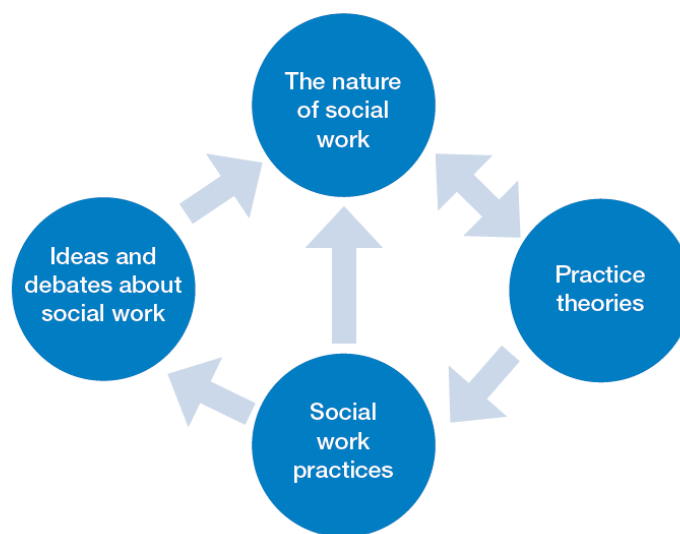 The nature
of social
work
Ideas and
debates about
social work
Practice
theories
Social
work
practices